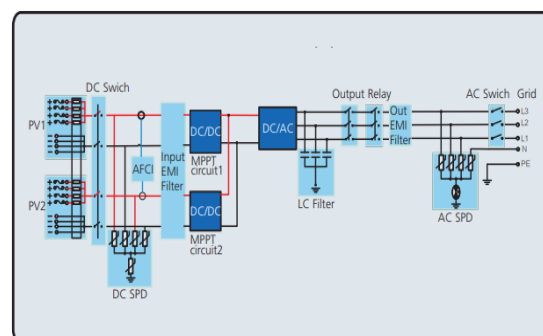 DC Swich
Output Relay
AC Swich
Grid
PV1
DC/DC
MPPT
circuit1
DC/AC
Out
EMI
Filter
L3
L2
L1
N
PE
Input
EMI
Filter
AFCI
PV2
DC/DC
MPPT
circuit2
LC Filter
AC SPD
DC SPD